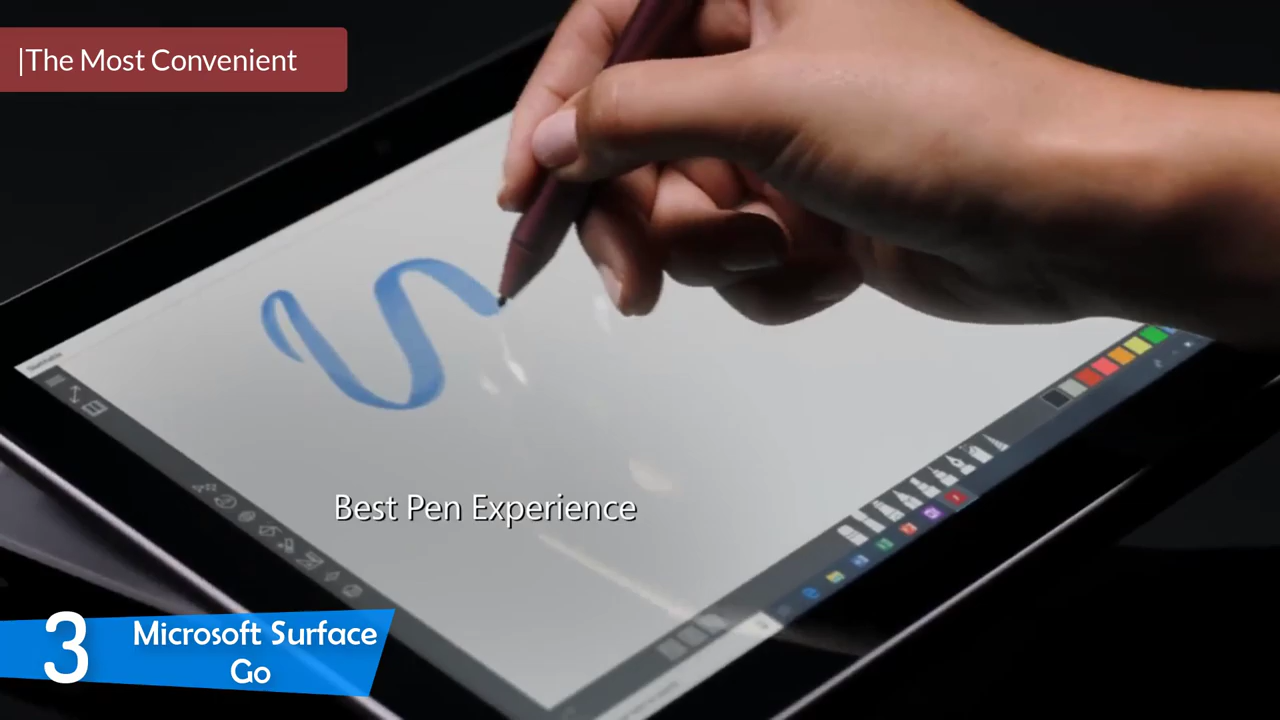 |The Most Convenient
Best Pen Experience
3
Microsoft Surface
Go